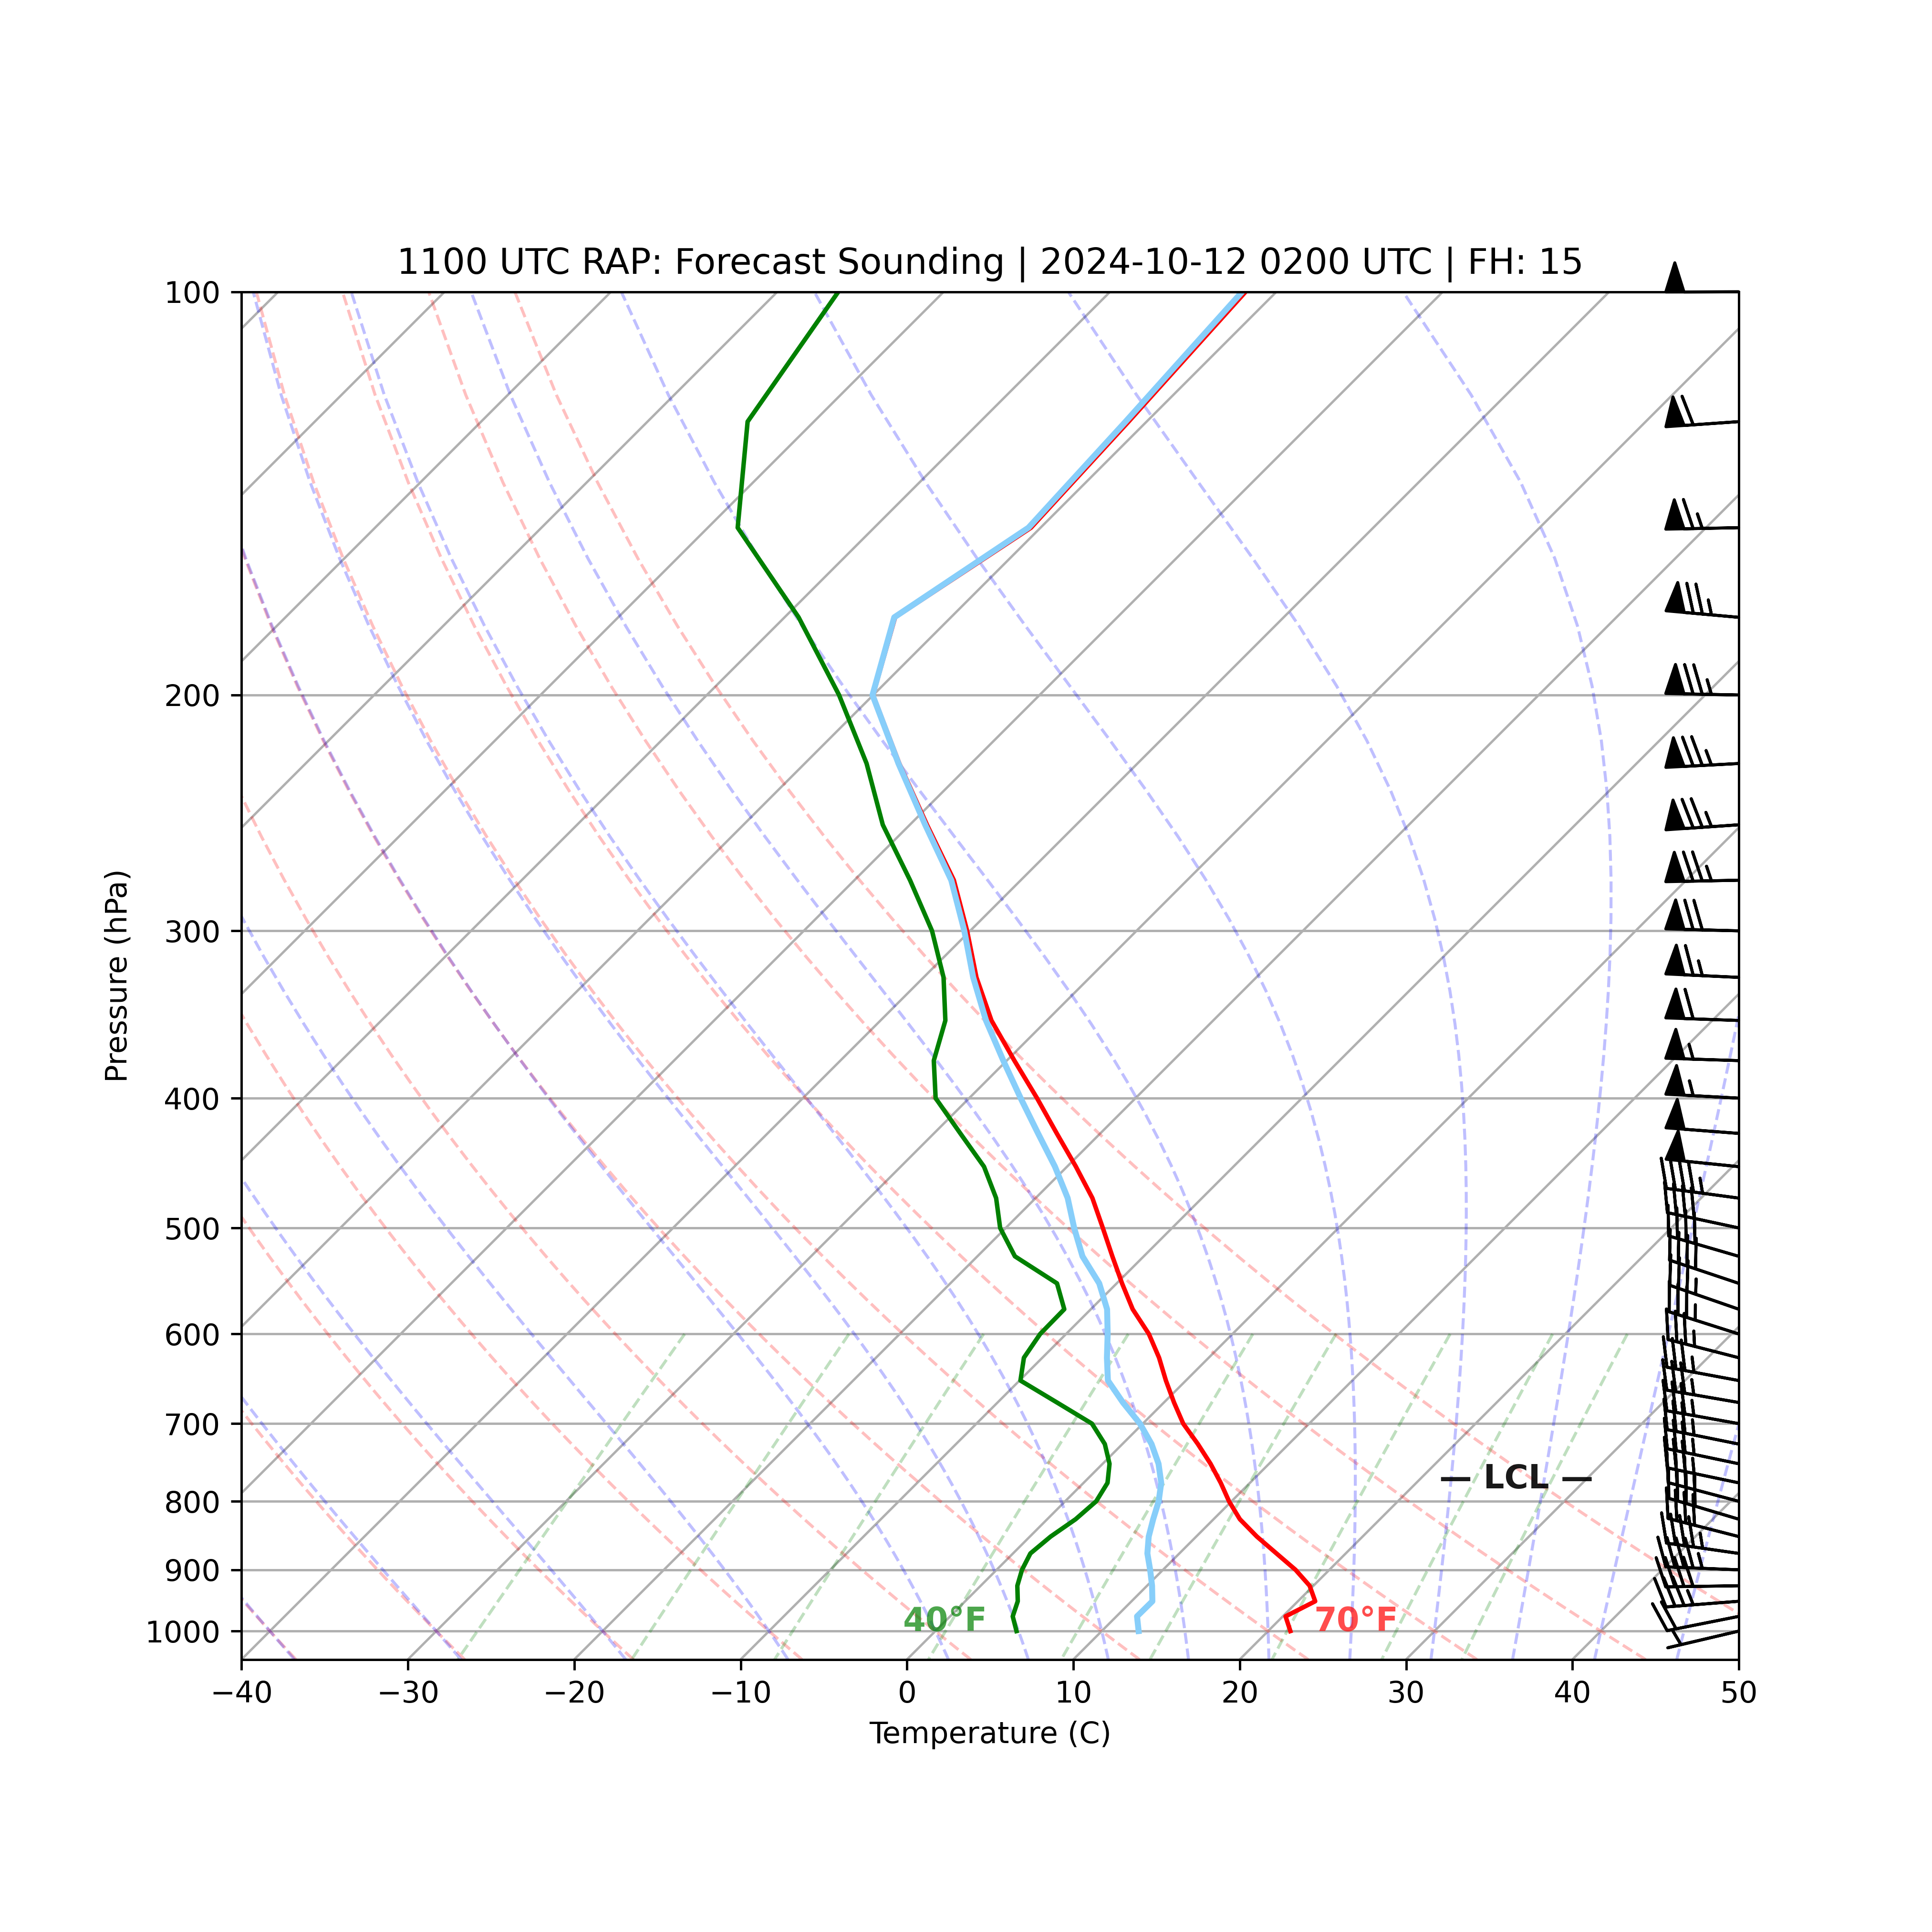 1100 UTC RAP: Forecast Sounding | 2024-10-12 0200 UTC | FH: 15
100
200
300
400
500
600
700
800
900
1000
Pressure (hPa)
— LCL —
40°F
70°F
−40 −30 −20 −10 0 10 20 30 40 50
Temperature (C)